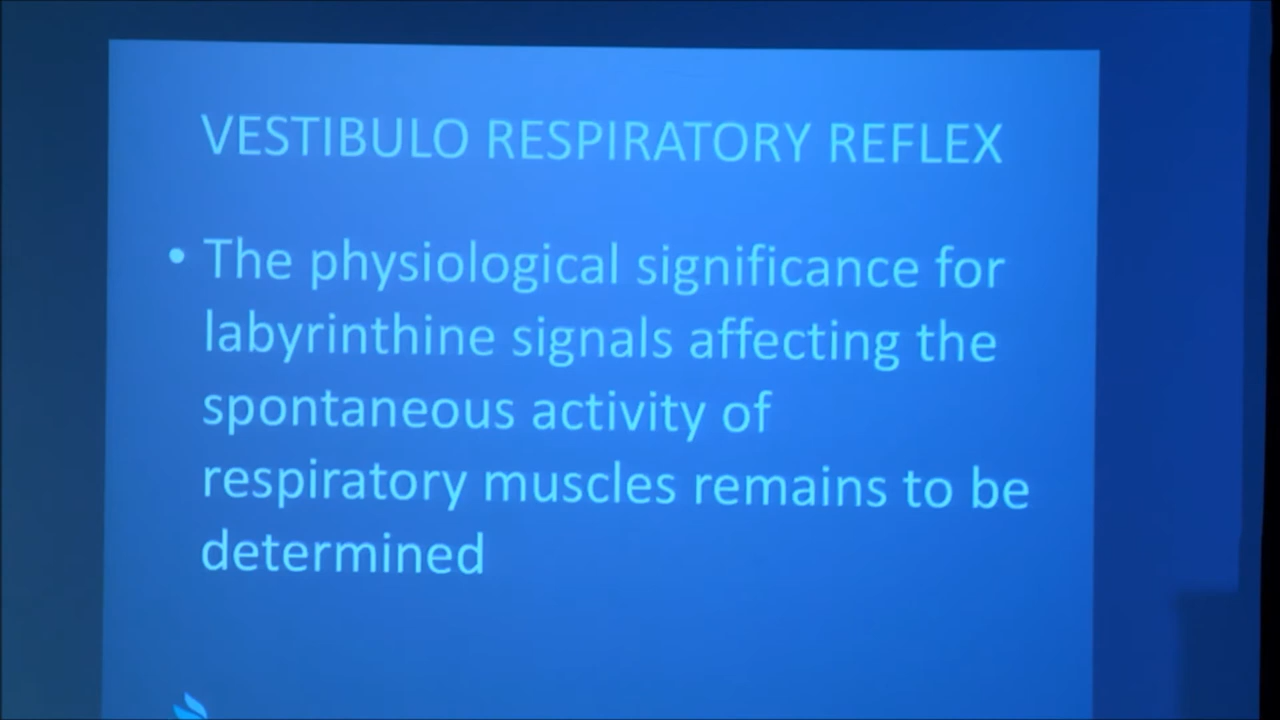 VESTIBULO RESPIRATORY REFLEX
• The physiological significance for
labyrinthine signals affecting the
spontaneous activity of
respiratory muscles remains to be
determined